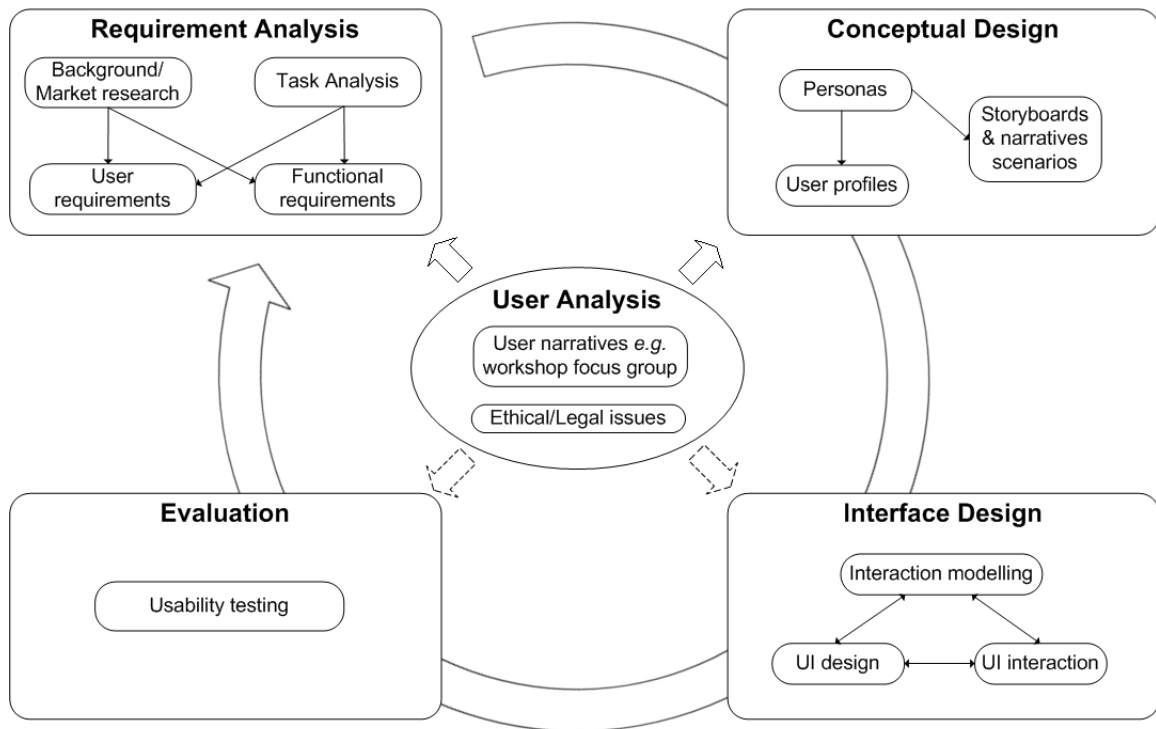 Requirement Analysis
Background/
Market research
Task Analysis
User
requirements
Functional
requirements
Conceptual Design
Personas
Storyboards
& narratives
scenarios
User profiles
User Analysis
User narratives e.g.
workshop focus group
Ethical/Legal issues
Evaluation
Usability testing
Interface Design
Interaction modelling
UI design
UI interaction